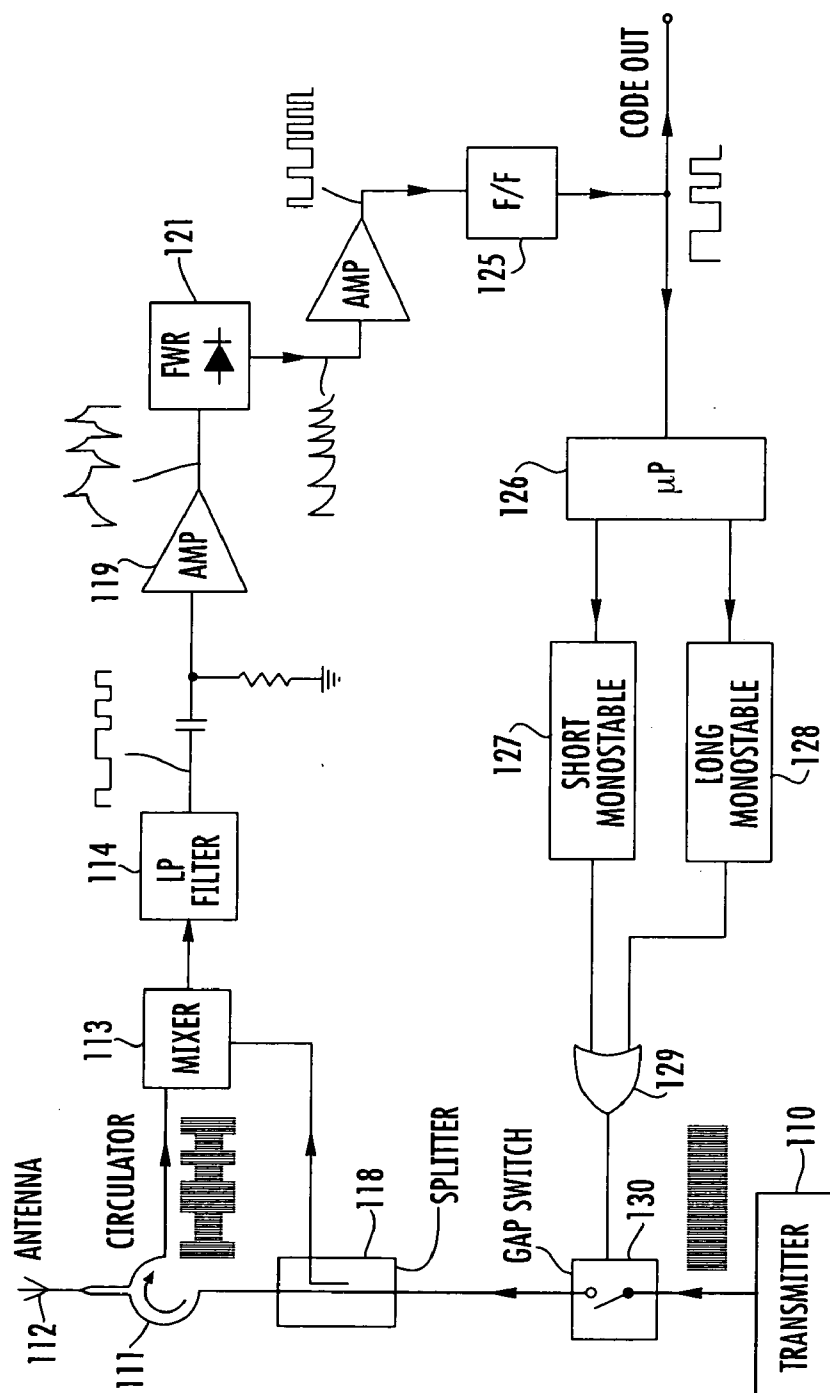 ANTENNA
112
CIRCULATOR
111
113
MIXER
114
LP
FILTER
119
AMP
121
FWR
AMP
F/F
125
CODE OUT
118
SPLITTER
GAP SWITCH
130
129
127
SHORT
MONOSTABLE
LONG
MONOSTABLE
128
126
μP
110
TRANSMITTER